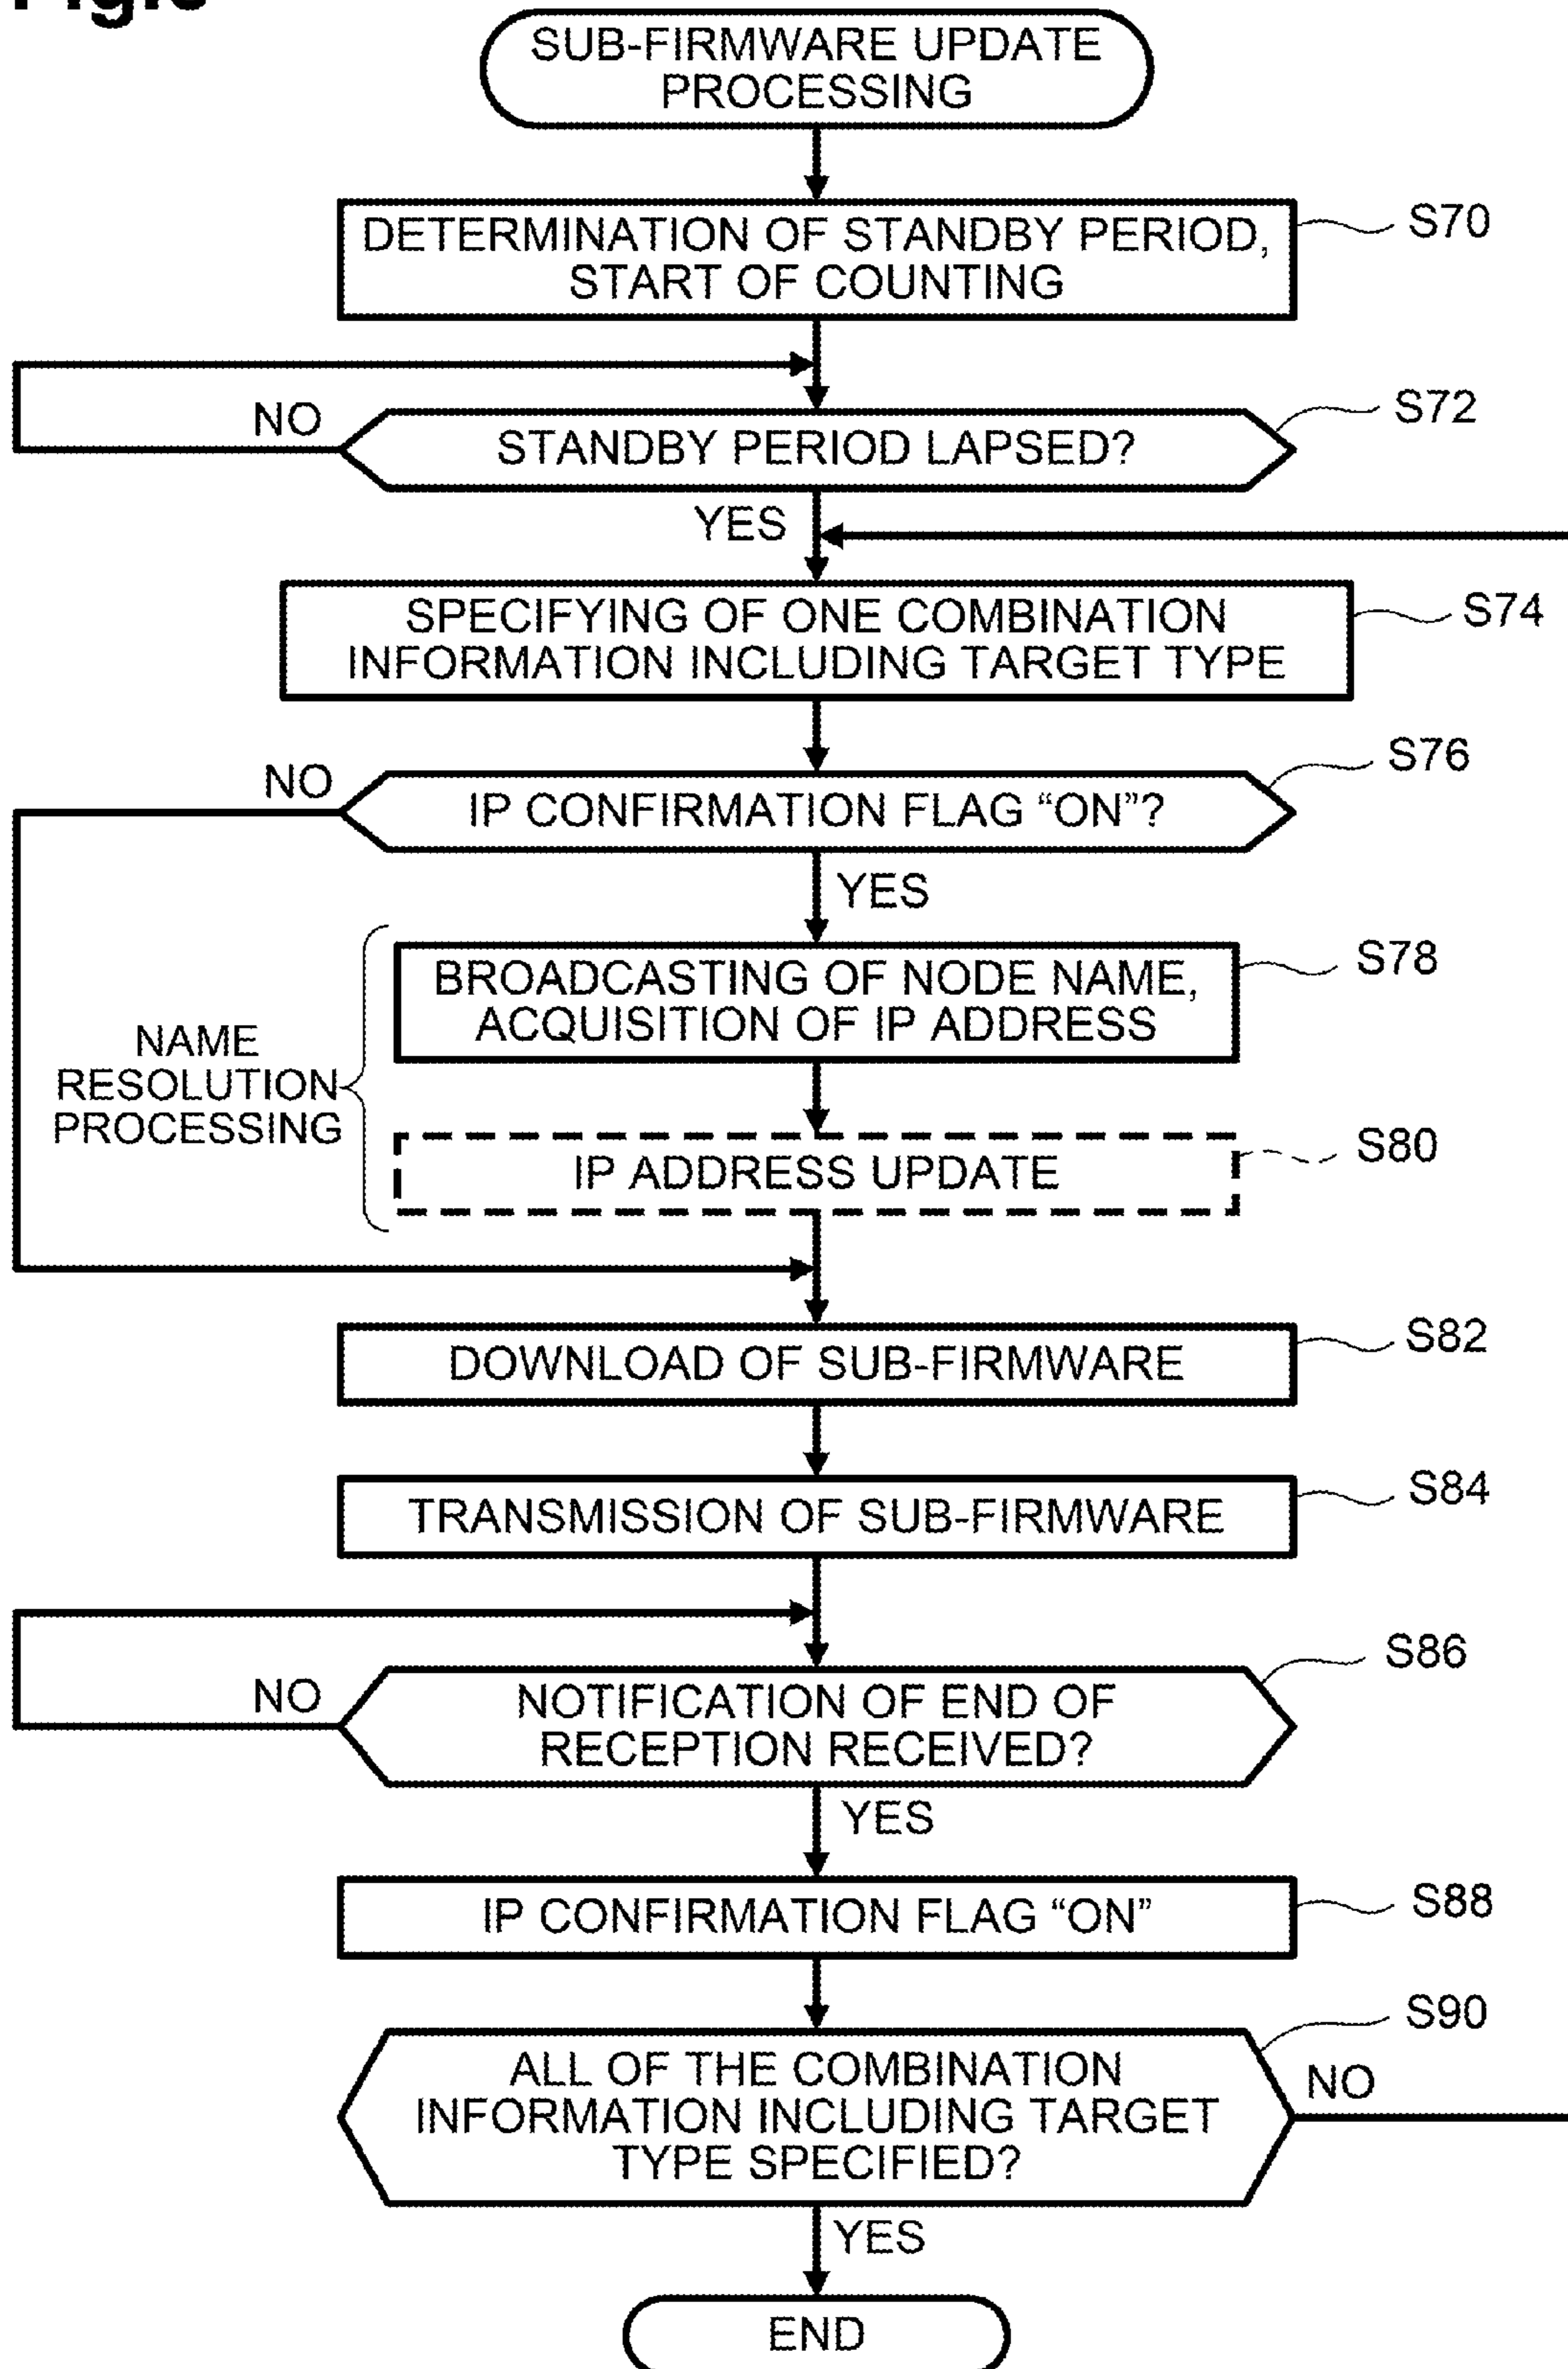 SUB-FIRMWARE UPDATE
PROCESSING
DETERMINATION OF STANDBY PERIOD,
START OF COUNTING
S70
NO
STANDBY PERIOD LAPSED?
S72
YES
SPECIFYING OF ONE COMBINATION
INFORMATION INCLUDING TARGET TYPE
S74
NO
IP CONFIRMATION FLAG “ON”?
S76
YES
BROADCASTING OF NODE NAME,
ACQUISITION OF IP ADDRESS
S78
NAME
RESOLUTION
PROCESSING
IP ADDRESS UPDATE
S80
DOWNLOAD OF SUB-FIRMWARE
S82
TRANSMISSION OF SUB-FIRMWARE
S84
NO
NOTIFICATION OF END OF
RECEPTION RECEIVED?
S86
YES
IP CONFIRMATION FLAG “ON”
S88
ALL OF THE COMBINATION
INFORMATION INCLUDING TARGET
TYPE SPECIFIED?
S90
NO
YES
END